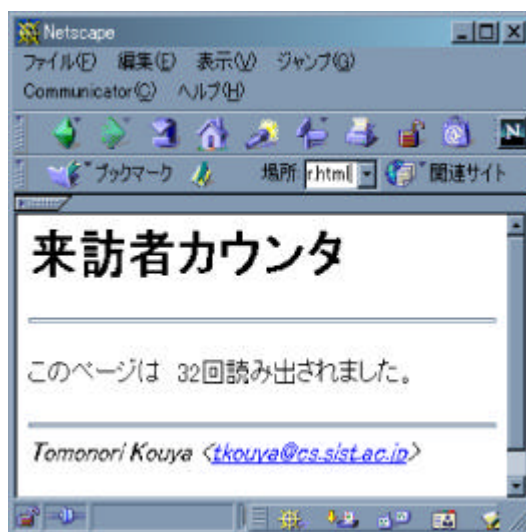 Netscape
ファイル(F) 編集(E) 表示(V) ジャンプ(G)
Communicator(C) ヘルプ(H)
ブックマーク 場所: r.html 関連サイト
来訪者カウンタ
このページは 32回読み出されました。
Tomonori Kouya <tkouya@cs.sist.ac.jp>